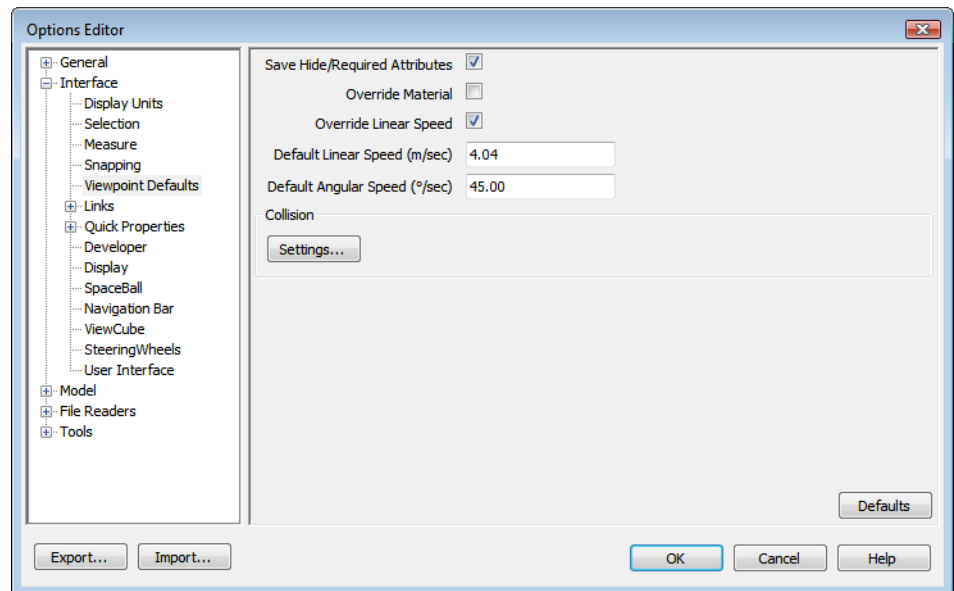 Options Editor
General
Interface
Display Units
Selection
Measure
Snapping
Viewpoint Defaults
Links
Quick Properties
Developer
Display
SpaceBall
Navigation Bar
ViewCube
SteeringWheels
User Interface
Model
File Readers
Tools
Save Hide/Required Attributes
Override Material
Override Linear Speed
Default Linear Speed (m/sec) 4.04
Default Angular Speed (°/sec) 45.00
Collision
Settings...
Defaults
Export... Import... OK Cancel Help